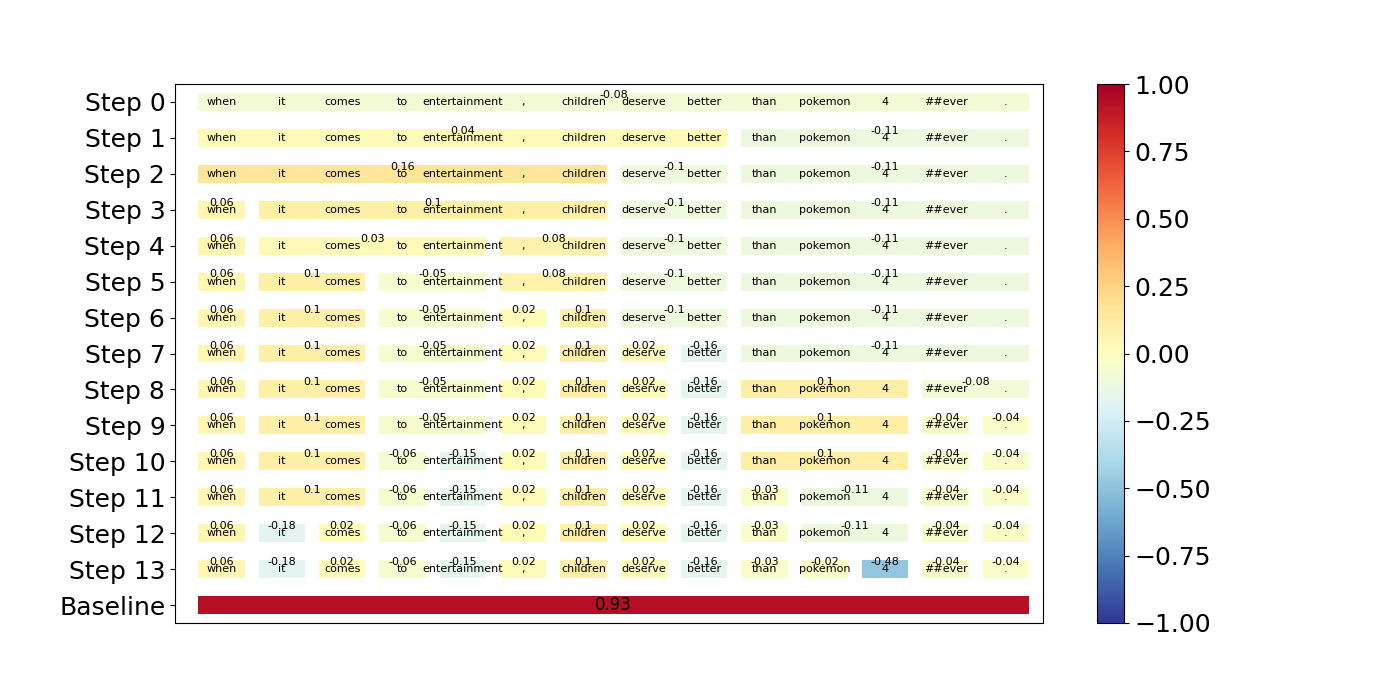 -0.08
Step 0 when it comes to entertainment , children deserve better than pokemon 4 ##ever .
0.04 -0.11
Step 1 when it comes to entertainment , children deserve better than pokemon 4 ##ever .
0.16 -0.1 -0.11
Step 2 when it comes to entertainment , children deserve better than pokemon 4 ##ever .
0.06 0.1 -0.1 -0.11
Step 3 when it comes to entertainment , children deserve better than pokemon 4 ##ever .
0.06 0.03 0.08 -0.1 -0.11
Step 4 when it comes to entertainment , children deserve better than pokemon 4 ##ever .
0.06 0.1 -0.05 0.08 -0.1 -0.11
Step 5 when it comes to entertainment , children deserve better than pokemon 4 ##ever .
0.06 0.1 -0.05 0.02 0.1 -0.1 -0.11
Step 6 when it comes to entertainment , children deserve better than pokemon 4 ##ever .
0.06 0.1 -0.05 0.02 0.1 0.02 -0.16 -0.11
Step 7 when it comes to entertainment , children deserve better than pokemon 4 ##ever .
0.06 0.1 -0.05 0.02 0.1 0.02 -0.16 0.1 -0.08
Step 8 when it comes to entertainment , children deserve better than pokemon 4 ##ever .
0.06 0.1 -0.05 0.02 0.1 0.02 -0.16 0.1 -0.04 -0.04
Step 9 when it comes to entertainment , children deserve better than pokemon 4 ##ever .
0.06 0.1 -0.06 -0.15 0.02 0.1 0.02 -0.16 0.1 -0.04 -0.04
Step 10 when it comes to entertainment , children deserve better than pokemon 4 ##ever .
0.06 0.1 -0.06 -0.15 0.02 0.1 0.02 -0.16 -0.03 -0.11 -0.04 -0.04
Step 11 when it comes to entertainment , children deserve better than pokemon 4 ##ever .
0.06 -0.18 0.02 -0.06 -0.15 0.02 0.1 0.02 -0.16 -0.03 -0.11 -0.04 -0.04
Step 12 when it comes to entertainment , children deserve better than pokemon 4 ##ever .
0.06 -0.18 0.02 -0.06 -0.15 0.02 0.1 0.02 -0.16 -0.03 -0.02 -0.48 -0.04 -0.04
Step 13 when it comes to entertainment , children deserve better than pokemon 4 ##ever .
Baseline 0.93
1.00
0.75
0.50
0.25
0.00
−0.25
−0.50
−0.75
−1.00